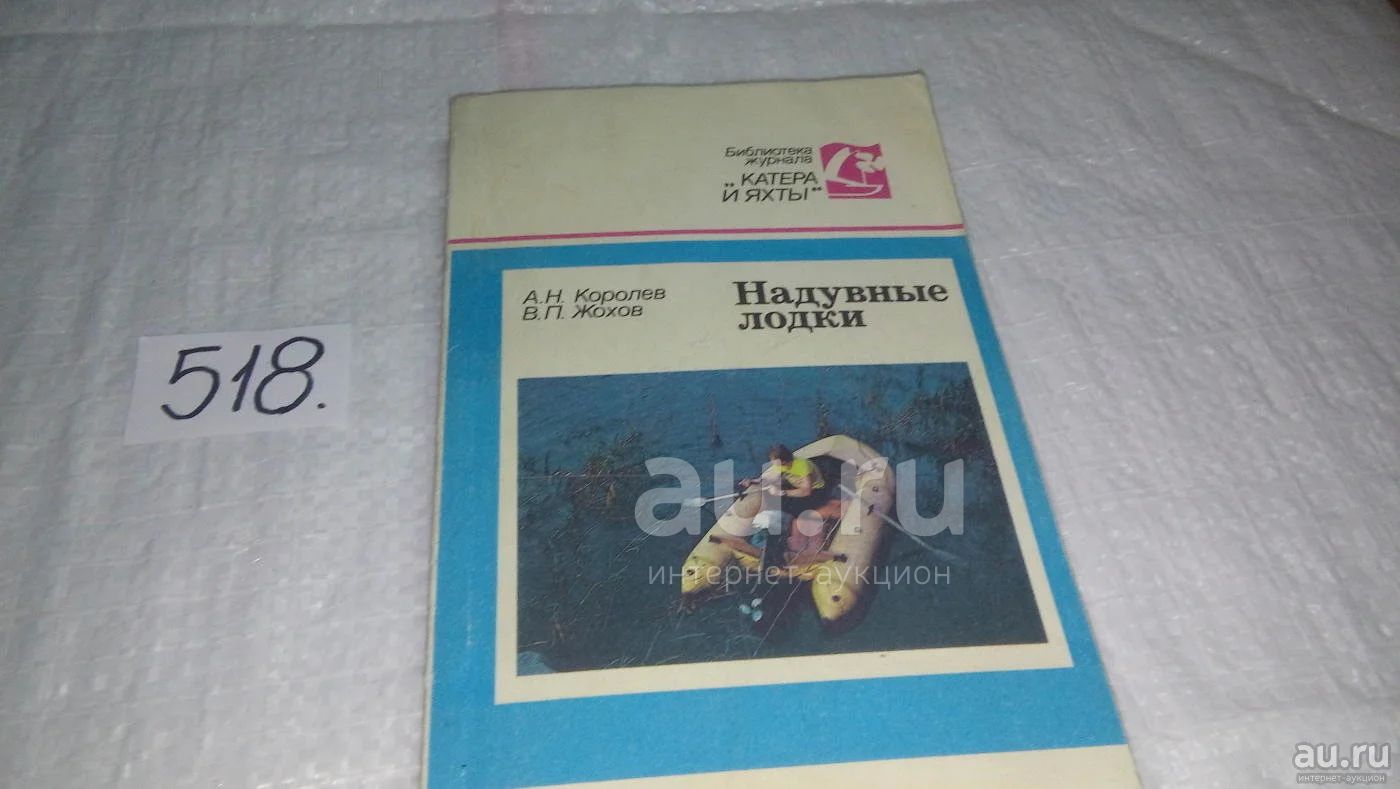 Библиотека
журнала
„КАТЕРА
И ЯХТЫ“
А.Н. Королев
В.П. Жохов
Надувные
лодки
518.
au.ru
интернет-аукцион
au.ru
интернет-аукцион